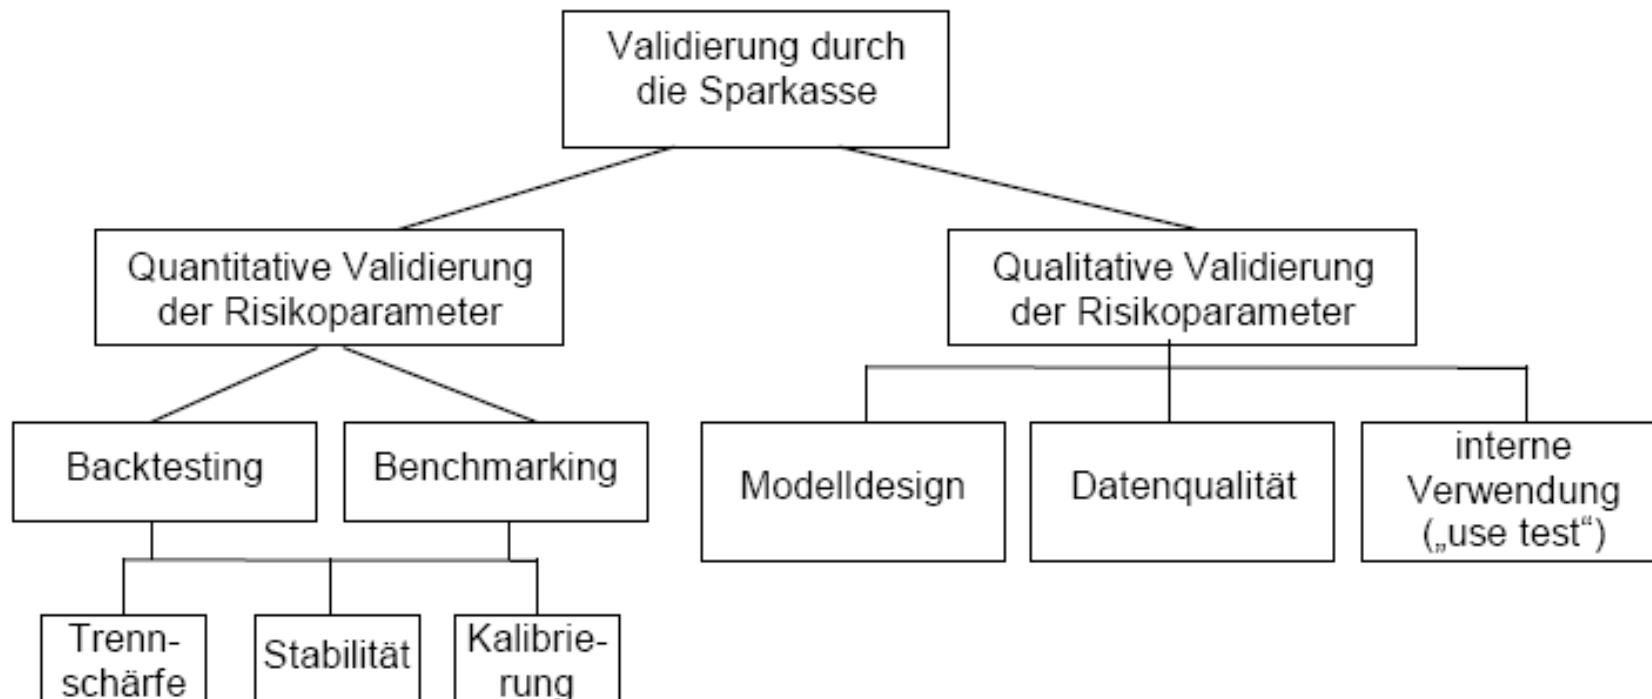 Validierung durch
die Sparkasse
Quantitative Validierung
der Risikoparameter
Qualitative Validierung
der Risikoparameter
Backtesting
Benchmarking
Modelldesign
Datenqualität
interne
Verwendung
(„use test“)
Trenn-
schärfe
Stabilität
Kalibrie-
rung